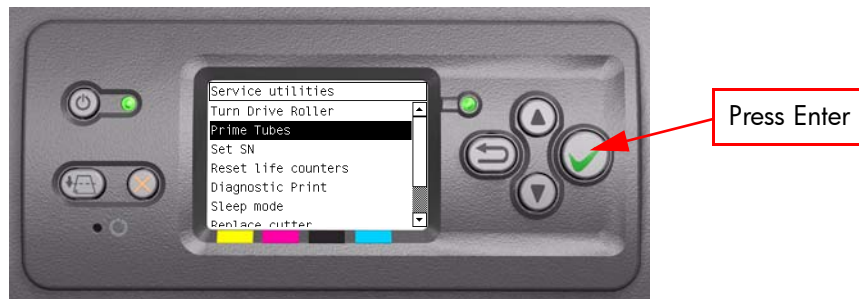 Service utilities
Turn Drive Roller
Prime Tubes
Set SN
Reset life counters
Diagnostic Print
Sleep mode
Replace cutter
Press Enter